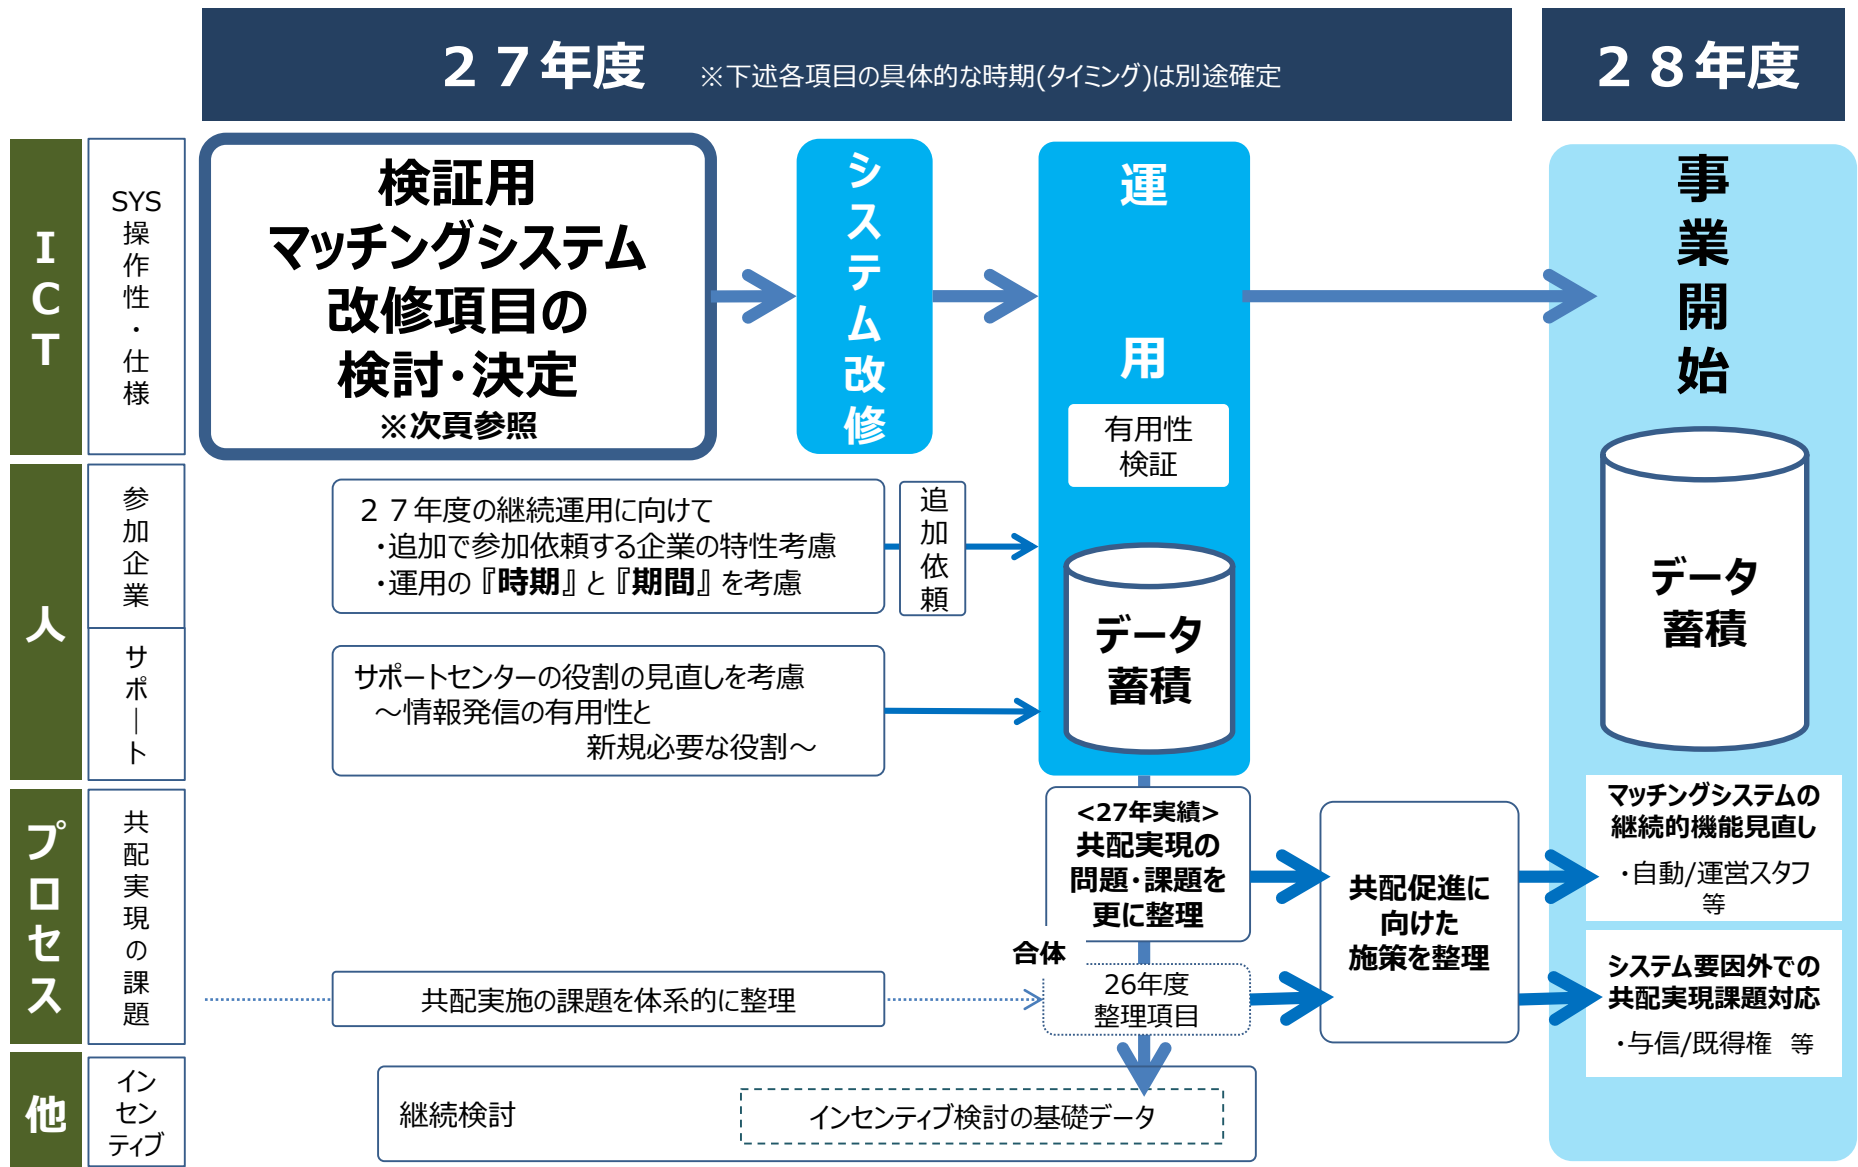 ２７年度 ※下述各項目の具体的な時期(タイミング)は別途確定
２８年度
ICT
SYS
操作性・仕様
検証用
マッチングシステム
改修項目の
検討・決定
※次頁参照
システム改修
運用
有用性
検証
データ
蓄積
事業開始
データ
蓄積
人
参加企業
２７年度の継続運用に向けて
・追加で参加依頼する企業の特性考慮
・運用の『時期』と『期間』を考慮
追加依頼
サポート
サポートセンターの役割の見直しを考慮
～情報発信の有用性と
新規必要な役割～
プロセス
共配実現の課題
<27年実績>
共配実現の
問題・課題を
更に整理
合体
共配実施の課題を体系的に整理
26年度
整理項目
共配促進に
向けた
施策を整理
マッチングシステムの
継続的機能見直し
・自動/運営スタフ
等
システム要因外での
共配実現課題対応
・与信/既得権 等
他
イン
セン
ティブ
継続検討
インセンティブ検討の基礎データ